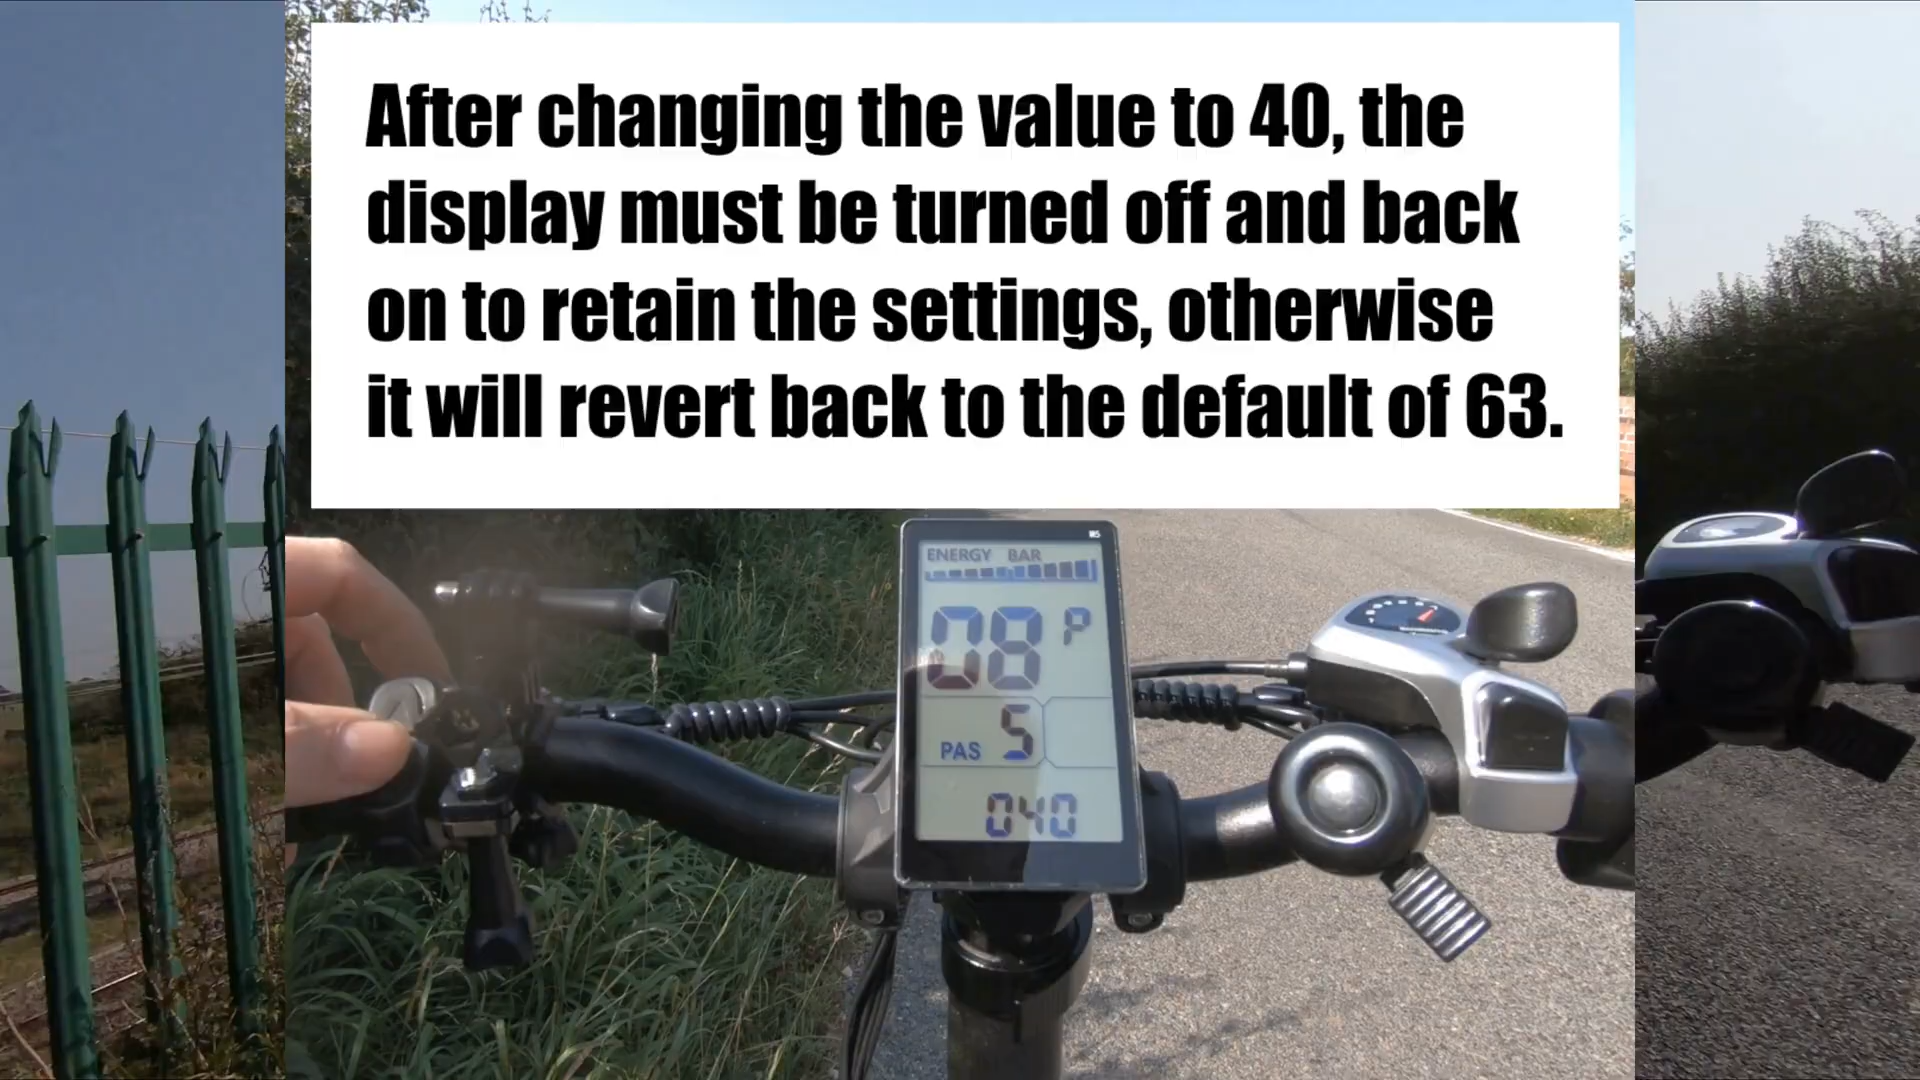 After changing the value to 40, the
display must be turned off and back
on to retain the settings, otherwise
it will revert back to the default of 63.
ENERGY BAR
08 P
PAS 5
040